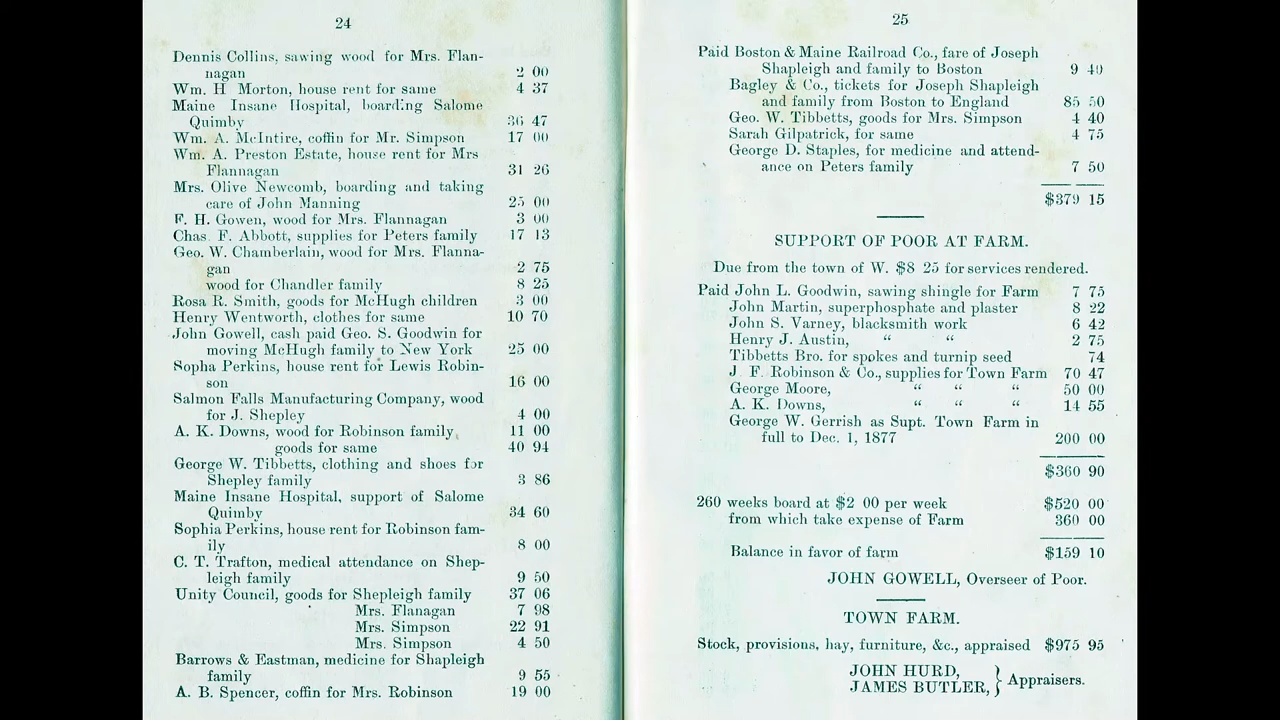 24
Dennis Collins, sawing wood for Mrs. Flan-
nagan 2 00
Wm. H Morton, house rent for same 4 37
Maine Insane Hospital, boarding Salome
Quimby 36 47
Wm. A. McIntire, coffin for Mr. Simpson 17 00
Wm. A. Preston Estate, house rent for Mrs
Flannagan 31 26
Mrs. Olive Newcomb, boarding and taking
care of John Manning 25 00
F. H. Gowen, wood for Mrs. Flannagan 3 00
Chas. F. Abbott, supplies for Peters family 17 13
Geo. W. Chamberlain, wood for Mrs. Flanna-
gan 2 75
wood for Chandler family 8 25
Rosa R. Smith, goods for McHugh children 3 00
Henry Wentworth, clothes for same 10 70
John Gowell, cash paid Geo. S. Goodwin for
moving McHugh family to New York 25 00
Sopha Perkins, house rent for Lewis Robin-
son 16 00
Salmon Falls Manufacturing Company, wood
for J. Shepley 4 00
A. K. Downs, wood for Robinson family, 11 00
goods for same 40 94
George W. Tibbetts, clothing and shoes for
Shepley family 3 86
Maine Insane Hospital, support of Salome
Quimby 34 60
Sophia Perkins, house rent for Robinson fam-
ily 8 00
C. T. Trafton, medical attendance on Shep-
leigh family 9 50
Unity Council, goods for Shepleigh family 37 06
Mrs. Flanagan 7 98
Mrs. Simpson 22 91
Mrs. Simpson 4 50
Barrows & Eastman, medicine for Shapleigh
family 9 55
A. B. Spencer, coffin for Mrs. Robinson 19 00
25
Paid Boston & Maine Railroad Co., fare of Joseph
Shapleigh and family to Boston 9 40
Bagley & Co., tickets for Joseph Shapleigh
and family from Boston to England 85 50
Geo. W. Tibbetts, goods for Mrs. Simpson 4 40
Sarah Gilpatrick, for same 4 75
George D. Staples, for medicine and attend-
ance on Peters family 7 50
$379 15
SUPPORT OF POOR AT FARM.
Due from the town of W. $8 25 for services rendered.
Paid John L. Goodwin, sawing shingle for Farm 7 75
John Martin, superphosphate and plaster 8 22
John S. Varney, blacksmith work 6 42
Henry J. Austin, “ “ 2 75
Tibbetts Bro. for spokes and turnip seed 74
J. F. Robinson & Co., supplies for Town Farm 70 47
George Moore, “ “ “ 50 00
A. K. Downs, “ “ “ 14 55
George W. Gerrish as Supt. Town Farm in
full to Dec. 1, 1877 200 00
$360 90
260 weeks board at $2 00 per week $520 00
from which take expense of Farm 360 00
Balance in favor of farm $159 10
JOHN GOWELL, Overseer of Poor.
TOWN FARM.
Stock, provisions, hay, furniture, &c., appraised $975 95
JOHN HURD,
JAMES BUTLER, } Appraisers.